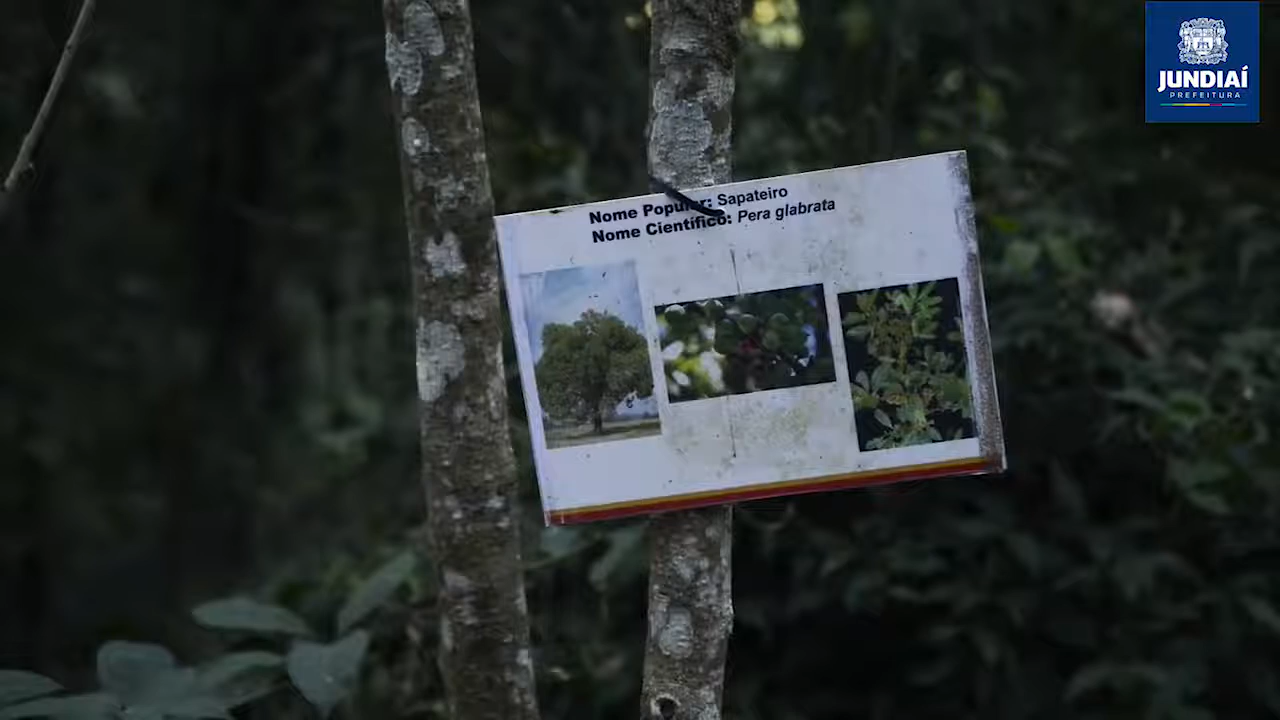 JUNDIAÍ
PREFEITURA
Nome Popular: Sapateiro
Nome Científico: Pera glabrata